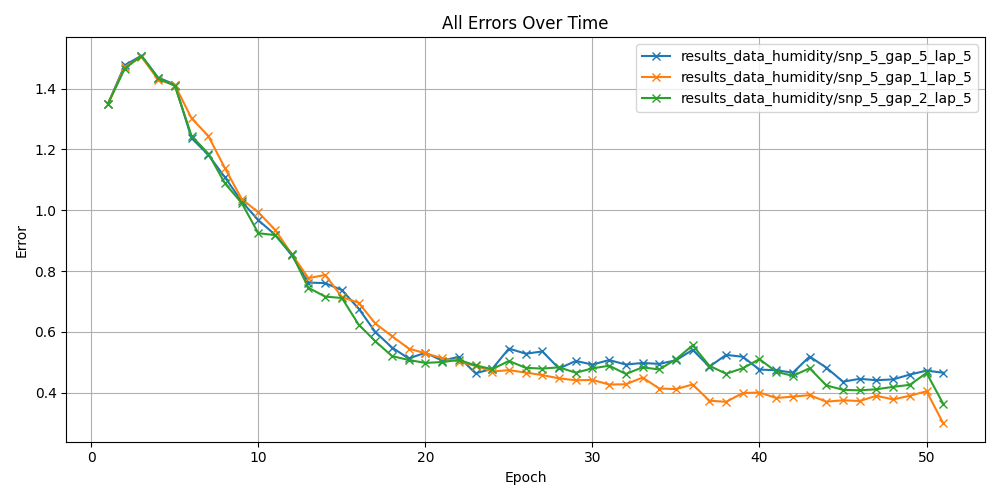 All Errors Over Time
results_data_humidity/snp_5_gap_5_lap_5
results_data_humidity/snp_5_gap_1_lap_5
results_data_humidity/snp_5_gap_2_lap_5
Error
1.4
1.2
1.0
0.8
0.6
0.4
0 10 20 30 40 50
Epoch